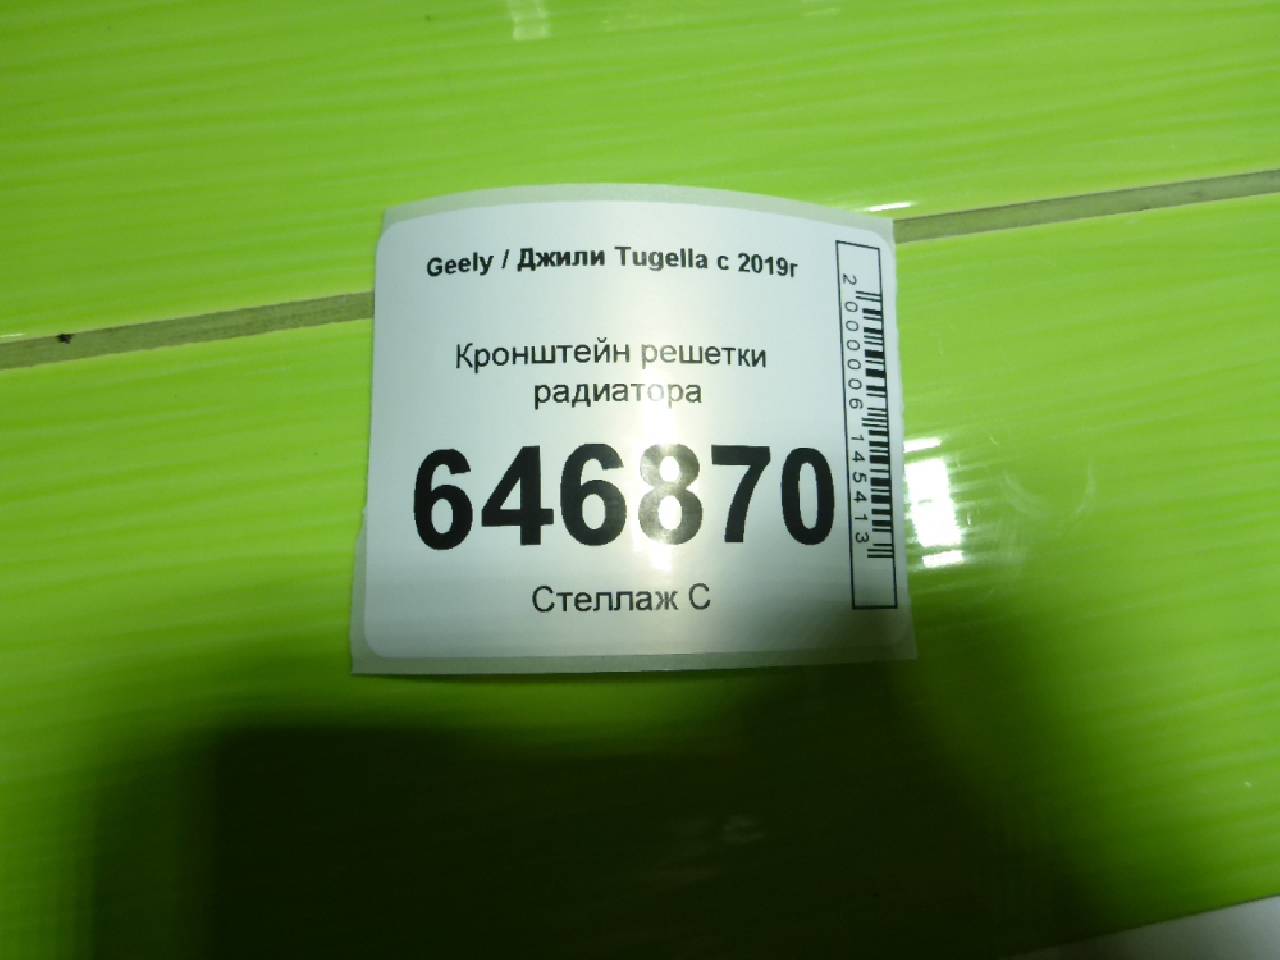 Geely / Джили Tugella с 2019г
Кронштейн решетки
радиатора
646870
Стеллаж С
2000006145413